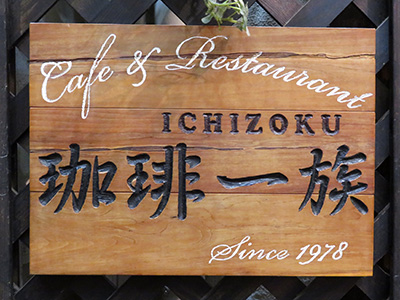 Cafe & Restaurant
ICHIZOKU
珈琲一族
Since 1978